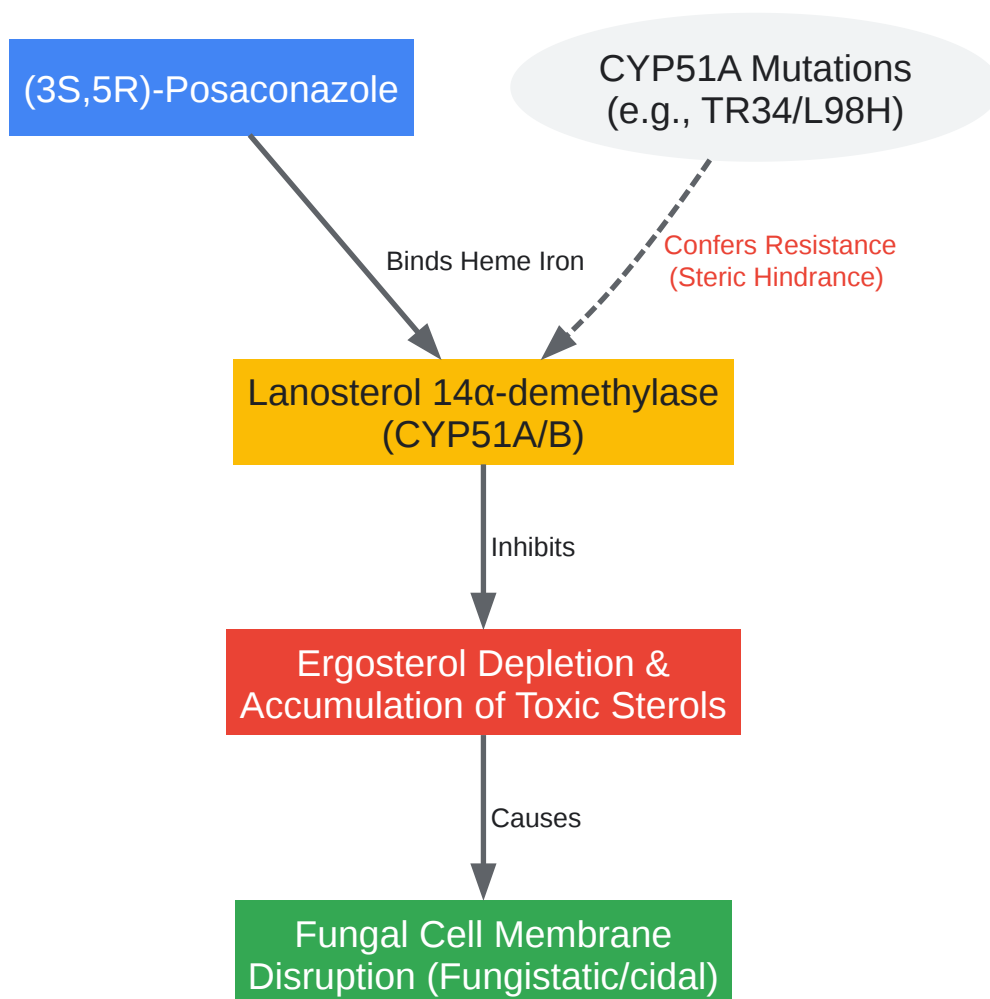 (3S,5R)-Posaconazole
CYP51A Mutations
(e.g., TR34/L98H)
Binds Heme Iron
Confers Resistance
(Steric Hindrance)
Lanosterol 14α-demethylase
(CYP51A/B)
Inhibits
Ergosterol Depletion &
Accumulation of Toxic Sterols
Causes
Fungal Cell Membrane
Disruption (Fungistatic/cidal)